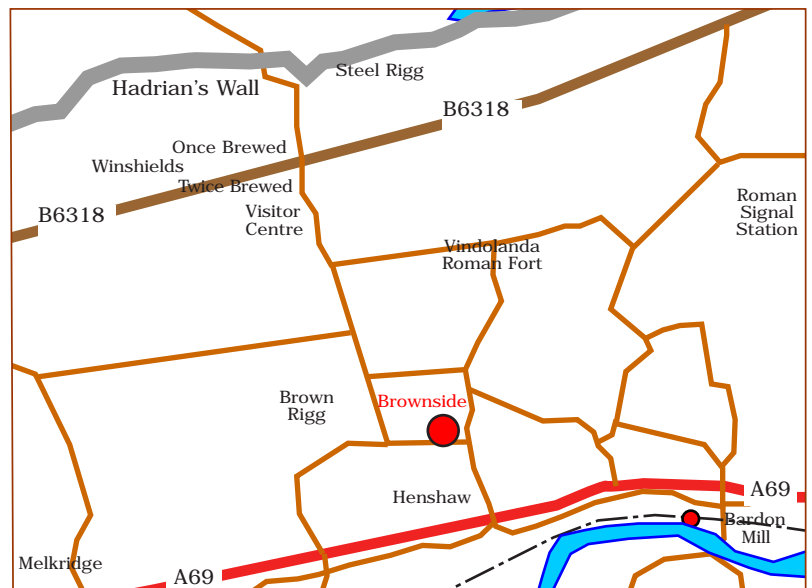 Steel Rigg
Hadrian's Wall
B6318
Once Brewed
Winshields
Twice Brewed
B6318
Visitor
Centre
Roman
Signal
Station
Vindolanda
Roman Fort
Brown
Rigg
Brownside
Henshaw
A69
Bardon
Mill
Melkridge
A69